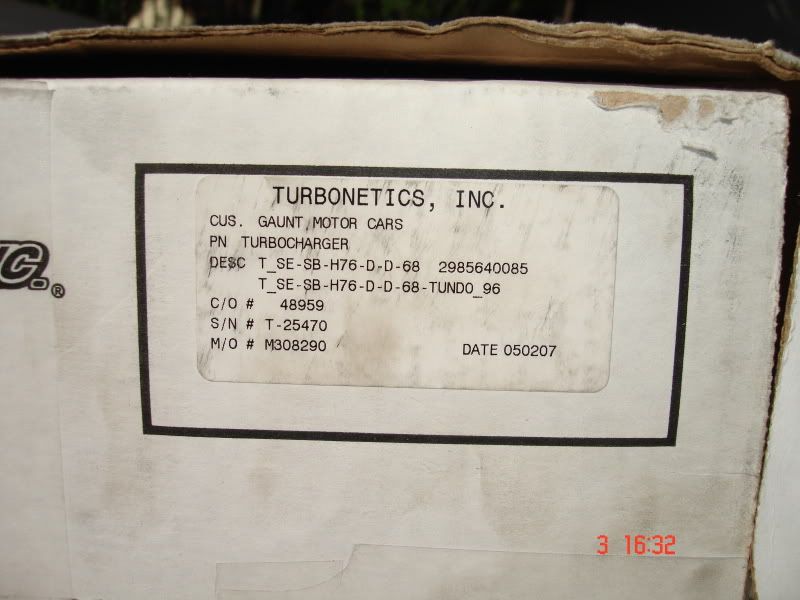 TURBONETICS, INC.
CUS. GAUNT MOTOR CARS
PN TURBOCHARGER
DESC T_SE-SB-H76-D-D-68 2985640085
T_SE-SB-H76-D-D-68-TUNDO_96
C/O # 48959
S/N # T-25470
M/O # M308290 DATE 050207
NC.®
3 16:32